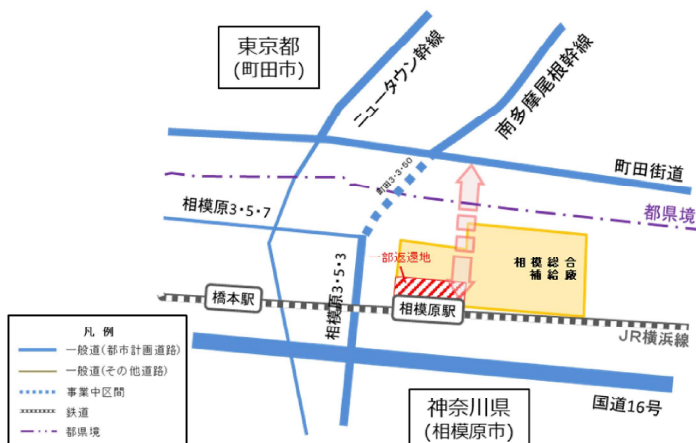 東京都
(町田市)
ニュータウン幹線
南多摩尾根幹線
町田3・3・50
町田街道
都県境
相模原3・5・7
一部返還地
相模総合
補給廠
相模原3・5・3
橋本駅
相模原駅
JR横浜線
凡例
一般道(都市計画道路)
一般道(その他道路)
事業中区間
鉄道
都県境
国道16号
神奈川県
(相模原市)